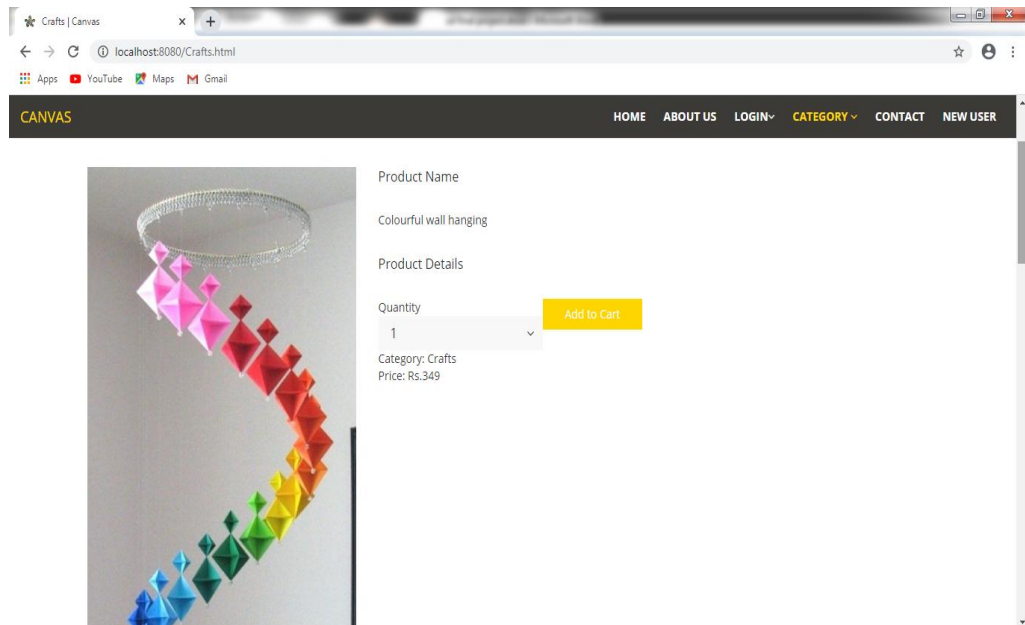 Crafts | Canvas
localhost:8080/Crafts.html
Apps YouTube Maps Gmail
CANVAS HOME ABOUT US LOGIN CATEGORY CONTACT NEW USER
Product Name
Colourful wall hanging
Product Details
Quantity
Add to Cart
1
Category: Crafts
Price: Rs.349